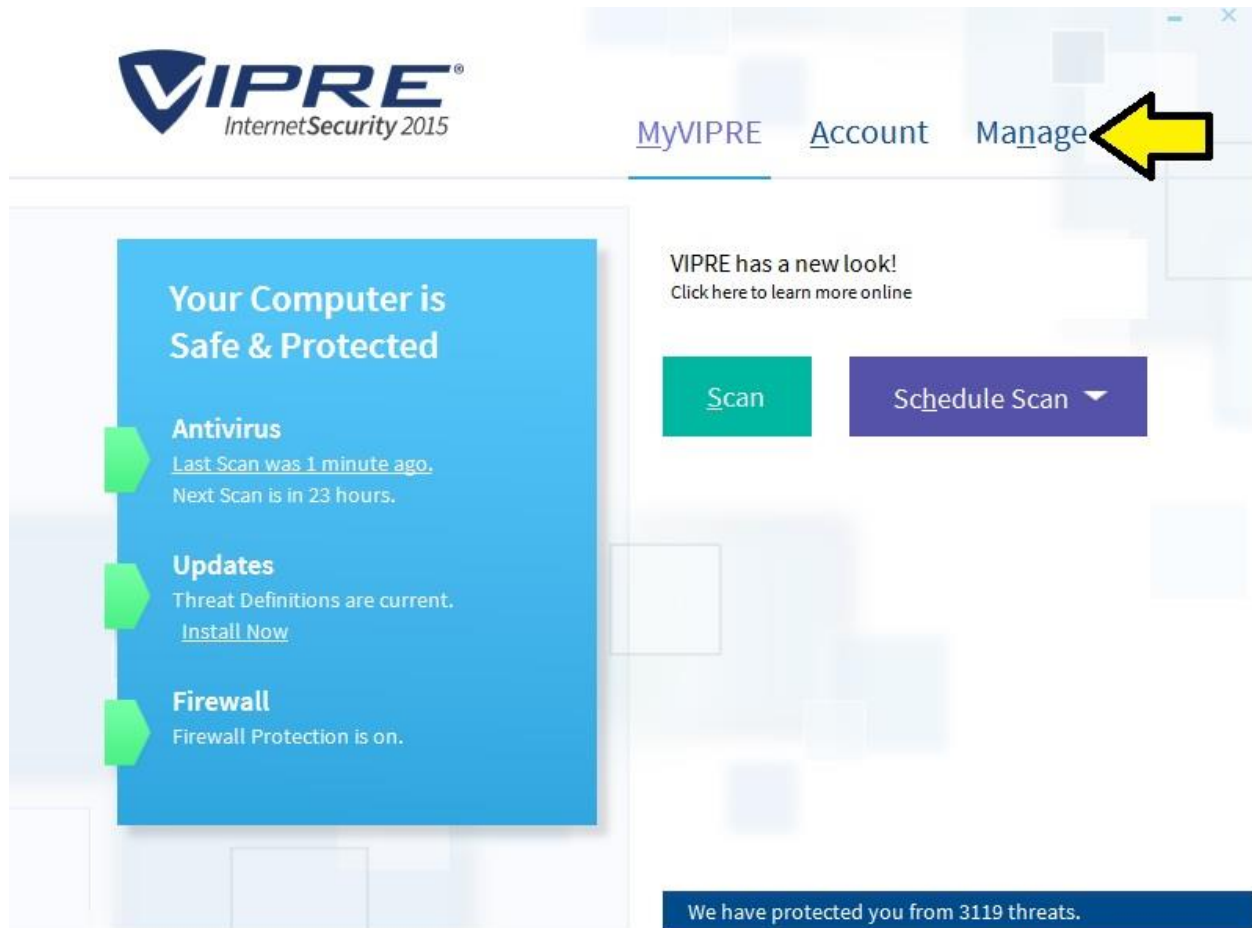 VIPRE®
InternetSecurity 2015
MyVIPRE Account Manage
Your Computer is
Safe & Protected
Antivirus
Last Scan was 1 minute ago.
Next Scan is in 23 hours.
Updates
Threat Definitions are current.
Install Now
Firewall
Firewall Protection is on.
VIPRE has a new look!
Click here to learn more online
Scan Schedule Scan
We have protected you from 3119 threats.